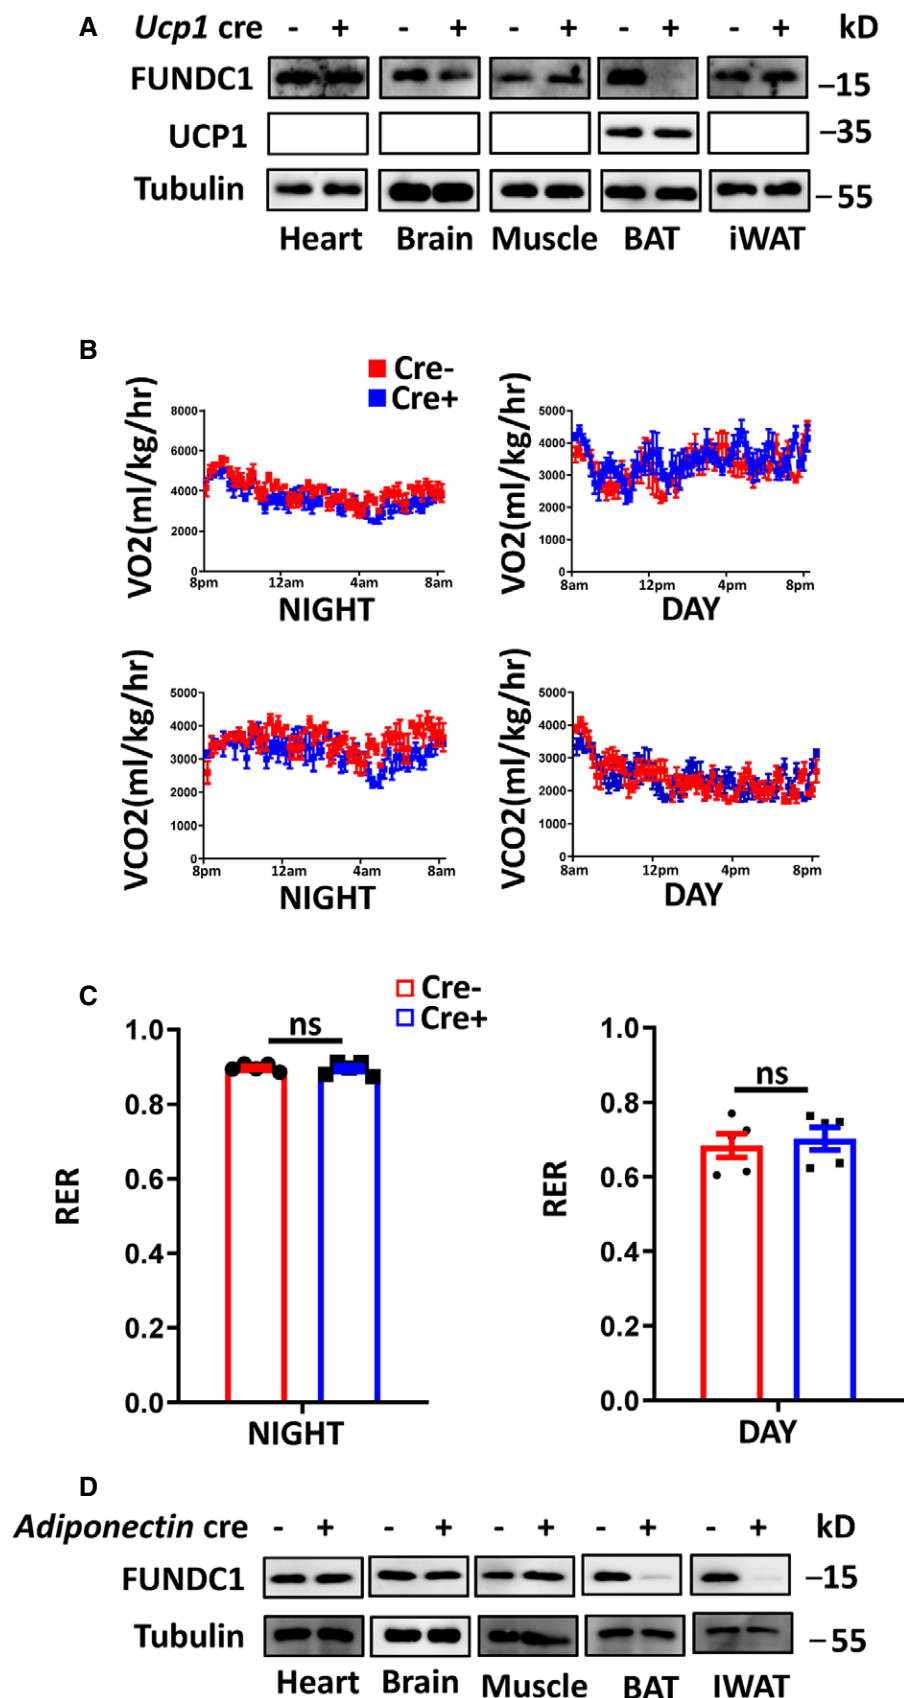 A
Ucp1 cre - + - + - + - + - + kD
FUNDC1 –15
UCP1 –35
Tubulin –55
Heart Brain Muscle BAT iWAT
B
Cre-
Cre+
VO2(ml/kg/hr)
8000
6000
4000
2000
0
8pm 12am 4am 8am
NIGHT
VO2(ml/kg/hr)
5000
4000
3000
2000
1000
0
8am 12pm 4pm 8pm
DAY
VCO2(ml/kg/hr)
5000
4000
3000
2000
1000
0
8pm 12am 4am 8am
NIGHT
VCO2(ml/kg/hr)
5000
4000
3000
2000
1000
0
8am 12pm 4pm 8pm
DAY
C
Cre-
Cre+
ns
RER
1.0
0.8
0.6
0.4
0.2
0.0
NIGHT
ns
RER
1.0
0.8
0.6
0.4
0.2
0.0
DAY
D
Adiponectin cre - + - + - + - + - + kD
FUNDC1 –15
Tubulin –55
Heart Brain Muscle BAT IWAT